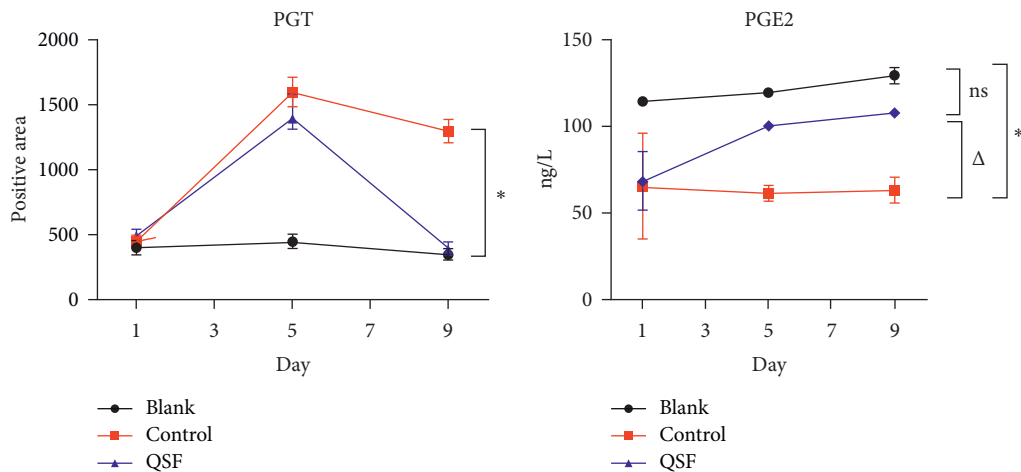 PGT
2000
1500
1000
500
0
Positive area
1 3 5 7 9
Day
*
Blank
Control
QSF
PGE2
150
100
50
0
ng/L
1 3 5 7 9
Day
ns
Δ
*
Blank
Control
QSF